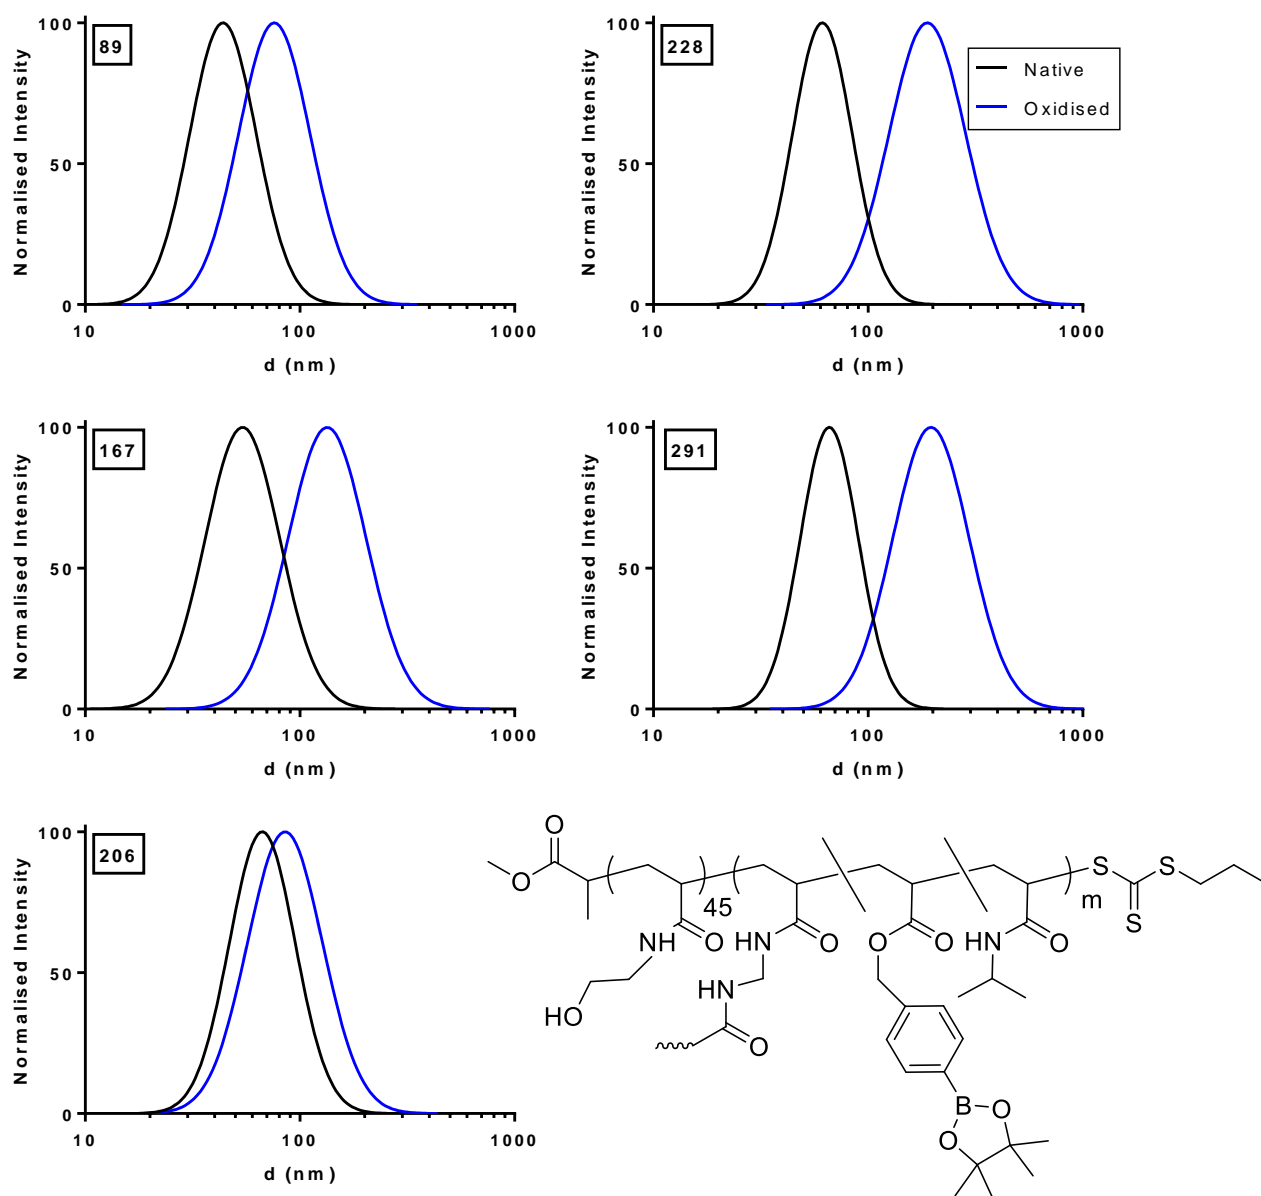 89
100
50
0
10
100
1000
Normalised Intensity
d (nm)
228
100
50
0
10
100
1000
Normalised Intensity
d (nm)
Native
Oxidised
167
100
50
0
10
100
1000
Normalised Intensity
d (nm)
291
100
50
0
10
100
1000
Normalised Intensity
d (nm)
206
100
50
0
10
100
1000
Normalised Intensity
d (nm)
O
O
S
S
S
45
m
NH
O
HN
O
O
O
HN
O
HO
HN
O
B
O
O